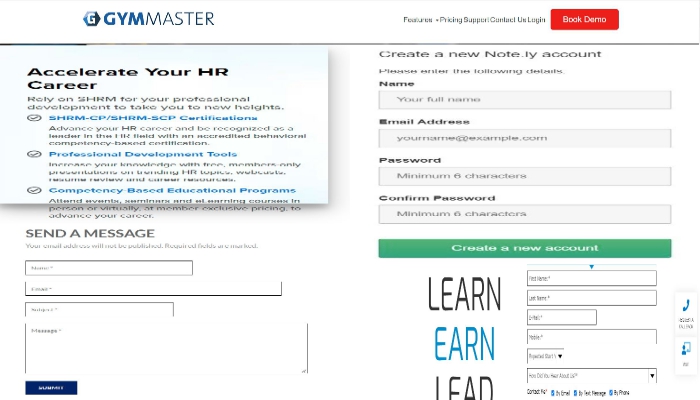 GYMMASTER
Features Pricing Support Contact Us Login
Book Demo
Accelerate Your HR
Career
Rely on SHRM for your professional
development to take you to new heights.
SHRM-CP/SHRM-SCP Certifications
Advance your HR career and be recognized as a
leader in the HR field with an accredited behavioral
competency-based certification.
Professional Development Tools
Increase your knowledge with free, members-only
presentations on trending HR topics, webcasts,
resume review and career resources.
Competency-Based Educational Programs
Attend events, seminars and eLearning courses in
person or virtually, at member-exclusive pricing, to
advance your career.
SEND A MESSAGE
Your email address will not be published. Required fields are marked.
Name:*
Email:*
Subject:*
Message:*
SUBMIT
Create a new Note.ly account
Please enter the following details.
Name
Your full name
Email Address
yourname@example.com
Password
Minimum 6 characters
Confirm Password
Minimum 6 characters
Create a new account
LEARN
EARN
LEAD
First Name:*
Last Name:*
E-Mail:*
Mobile:*
Expected Start In
How Did You Hear About Us?*
Contact Me* By Email By Text Message By Phone